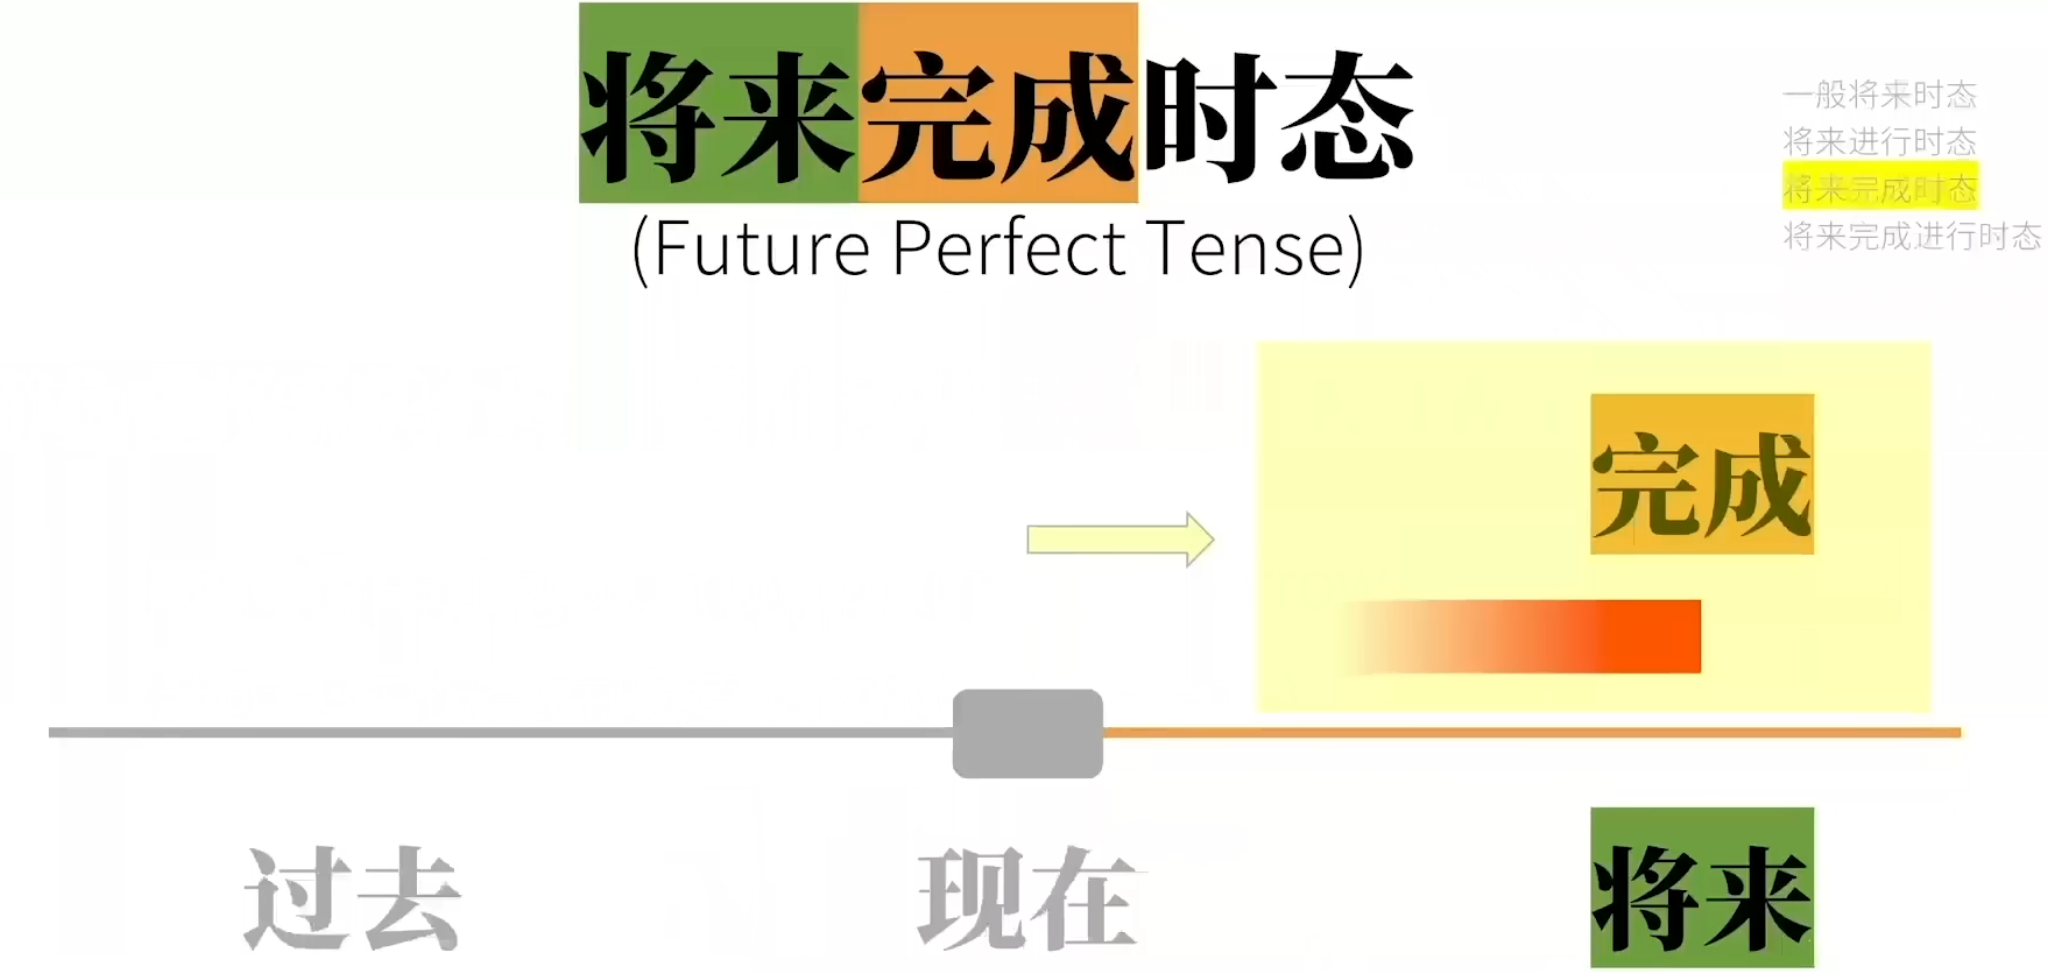 将来完成时态
(Future Perfect Tense)
一般将来时态
将来进行时态
将来完成时态
将来完成进行时态
完成
过去
现在
将来